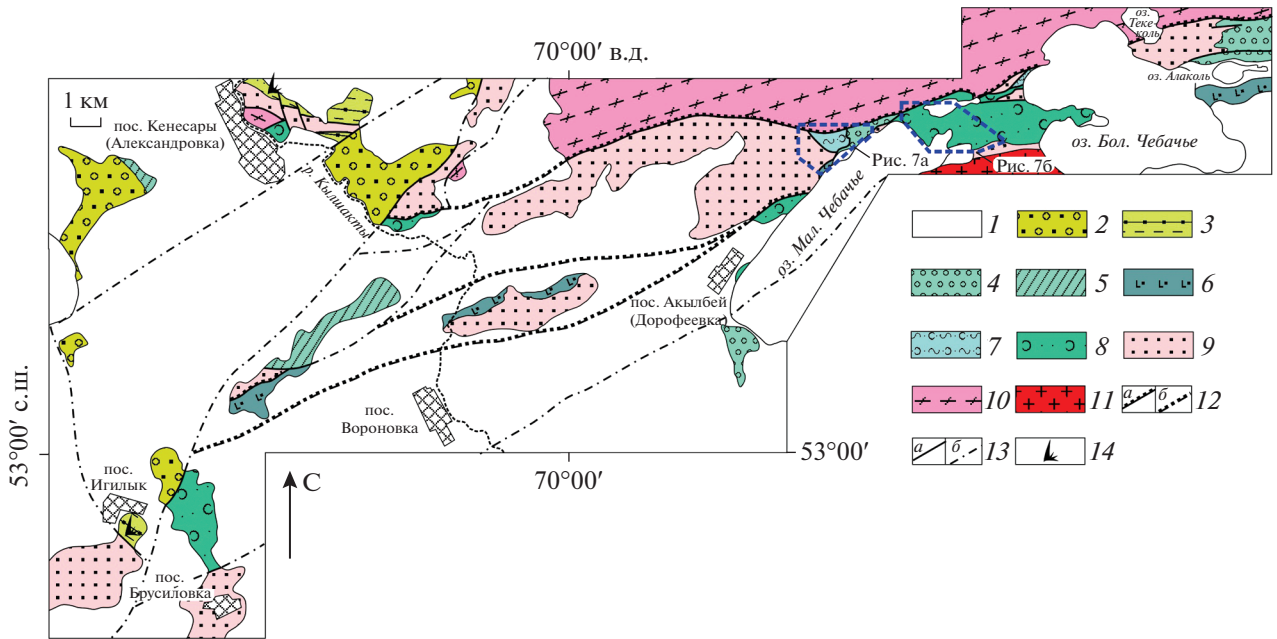 70°00′ в.д.
оз.
Теке-
коль
оз. Алаколь
оз. Бол. Чебачье
1 км
пос. Кенесары
(Александровка)
р. Кылшакты
Рис. 7а
Рис. 7б
оз. Мал. Чебачье
пос. Акылбей
(Дорофеевка)
пос.
Вороновка
53°00′ с.ш.
53°00′
70°00′
С
пос.
Игилык
пос.
Брусиловка
1
2
3
4
5
6
7
8
9
10
11
а б 12
а б 13
14